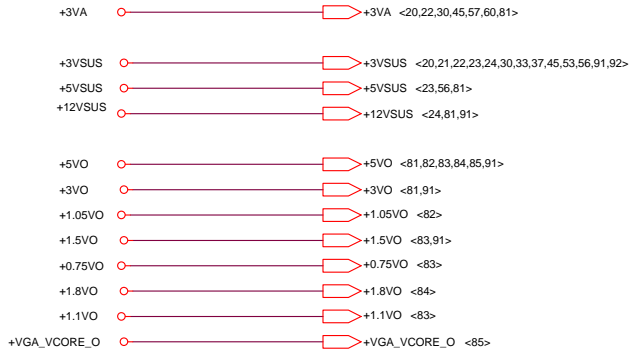 +3VA +3VA <20,22,30,45,57,60,81>
+3VSUS +3VSUS <20,21,22,23,24,30,33,37,45,53,56,91,92>
+5VSUS +5VSUS <23,56,81>
+12VSUS +12VSUS <24,81,91>
+5VO +5VO <81,82,83,84,85,91>
+3VO +3VO <81,91>
+1.05VO +1.05VO <82>
+1.5VO +1.5VO <83,91>
+0.75VO +0.75VO <83>
+1.8VO +1.8VO <84>
+1.1VO +1.1VO <83>
+VGA_VCORE_O +VGA_VCORE_O <85>